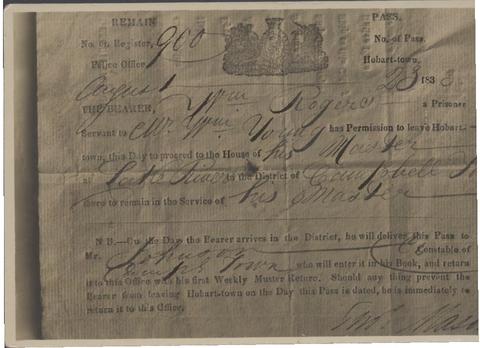 REMAIN PASS.
No. of Register, 900 No. of Pass.
Police Office, Hobart-town,
August 23 183
THE BEARER, Wm Rogers a Prisoner
Servant to Mr Wm Young has Permission to leave Hobart-
town, this Day to proceed to the House of his Master
at Lake River to the District of Campbell
there to remain in the Service of his Master
N B.—On the Day the Bearer arrives in the District, he will deliver this Pass to
Mr. Johnson Constable of
Campbell Town who will enter it in his Book, and return
it to this Office with his first Weekly Muster Return. Should any thing prevent the
Bearer from leaving Hobart-town on the Day this Pass is dated, he is immediately to
return it to this Office.